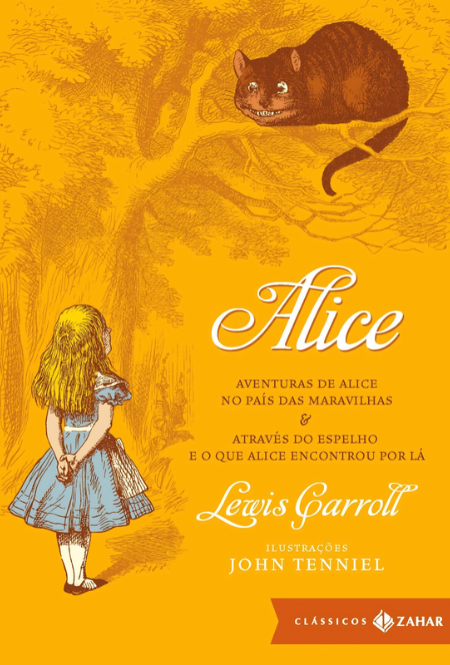 Alice
AVENTURAS DE ALICE
NO PAÍS DAS MARAVILHAS
&
ATRAVÉS DO ESPELHO
E O QUE ALICE ENCONTROU POR LÁ
Lewis Carroll
ILUSTRAÇÕES
JOHN TENNIEL
CLÁSSICOS ZAHAR